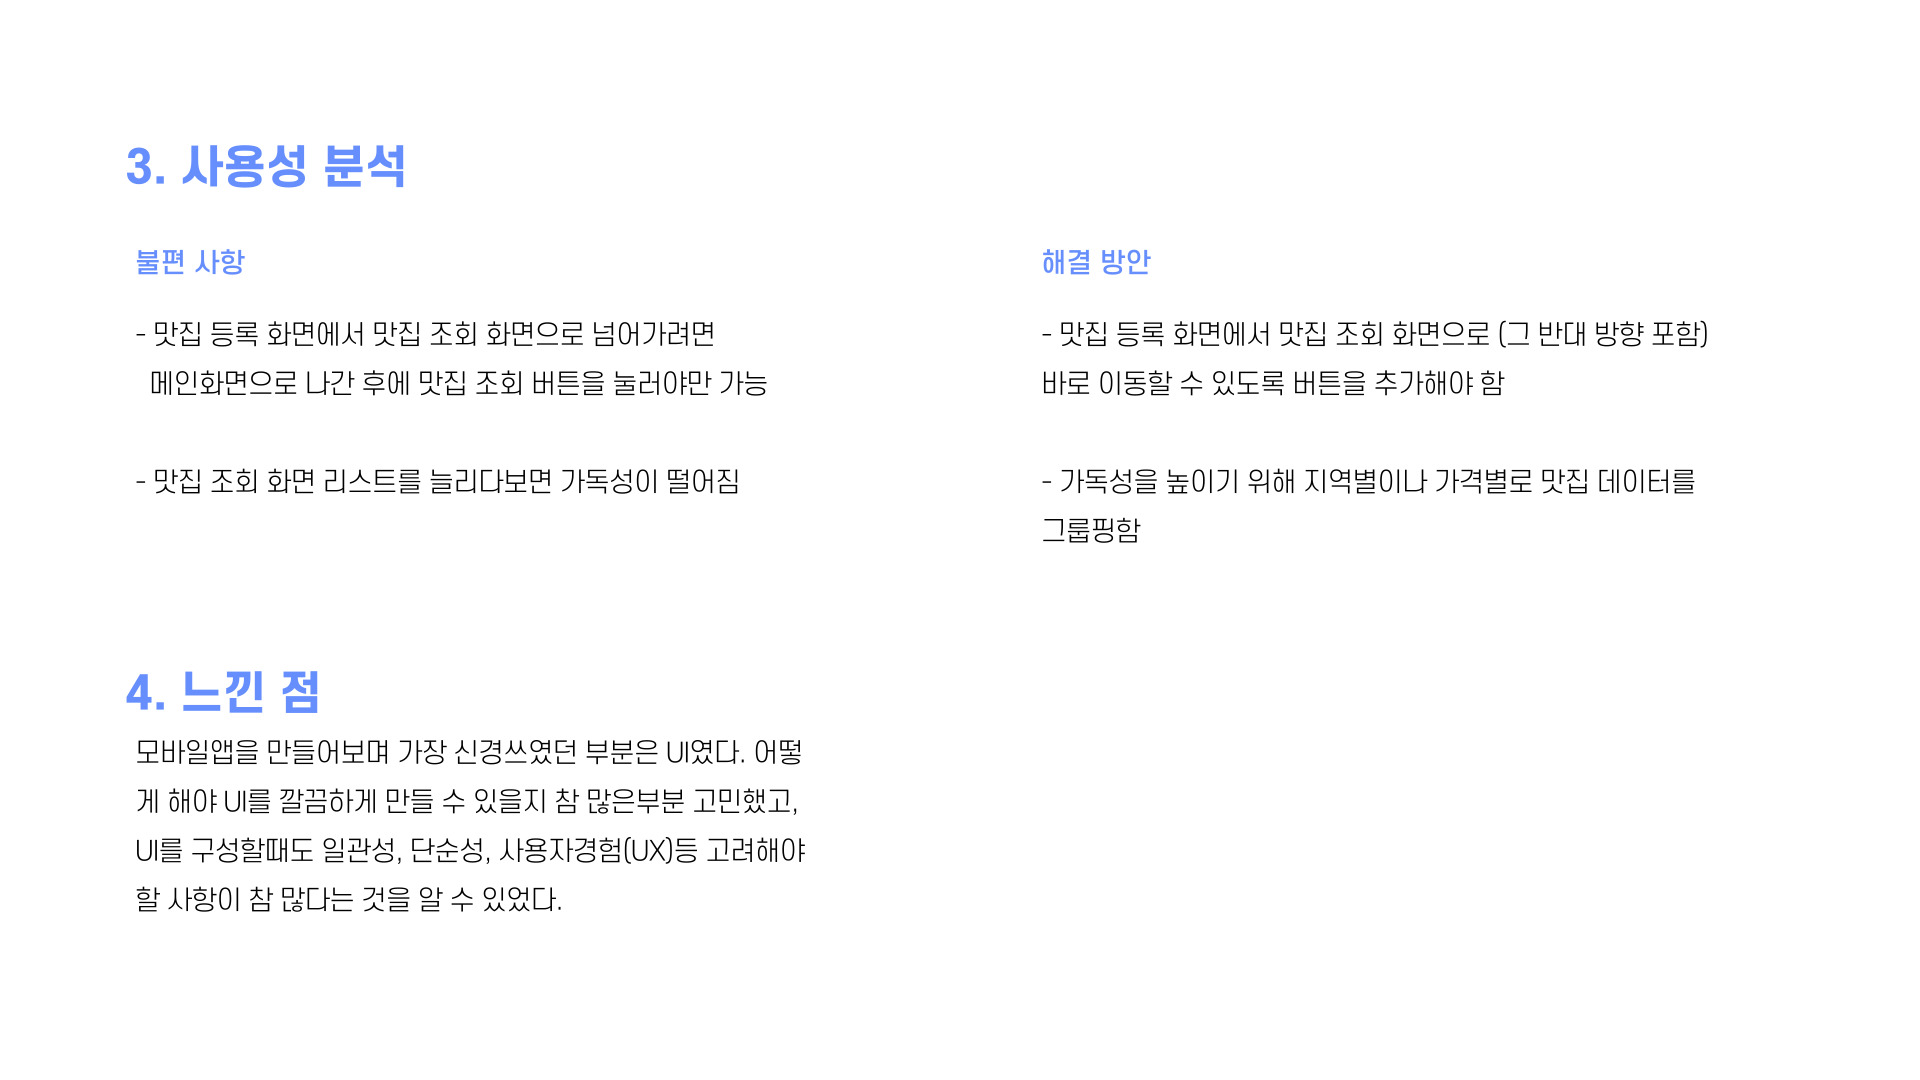 3. 사용성 분석
불편 사항
- 맛집 등록 화면에서 맛집 조회 화면으로 넘어가려면
메인화면으로 나간 후에 맛집 조회 버튼을 눌러야만 가능
- 맛집 조회 화면 리스트를 늘리다보면 가독성이 떨어짐
해결 방안
- 맛집 등록 화면에서 맛집 조회 화면으로 (그 반대 방향 포함)
바로 이동할 수 있도록 버튼을 추가해야 함
- 가독성을 높이기 위해 지역별이나 가격별로 맛집 데이터를
그룹핑함
4. 느낀 점
모바일앱을 만들어보며 가장 신경쓰였던 부분은 UI였다. 어떻
게 해야 UI를 깔끔하게 만들 수 있을지 참 많은부분 고민했고,
UI를 구성할때도 일관성, 단순성, 사용자경험(UX)등 고려해야
할 사항이 참 많다는 것을 알 수 있었다.